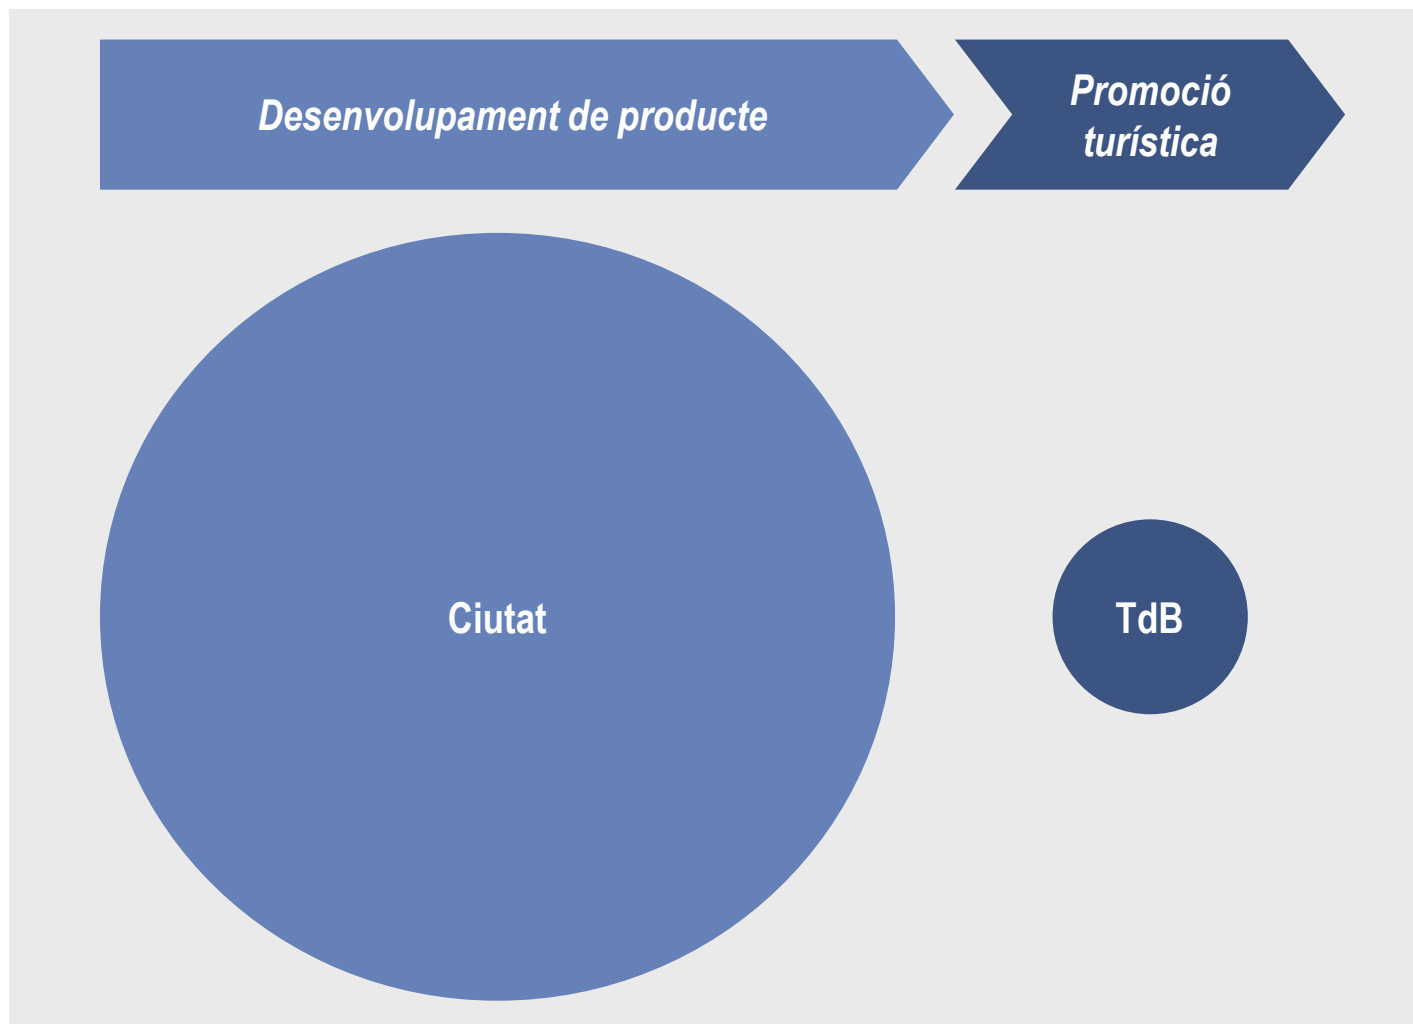 Desenvolupament de producte
Promoció
turística
Ciutat
TdB